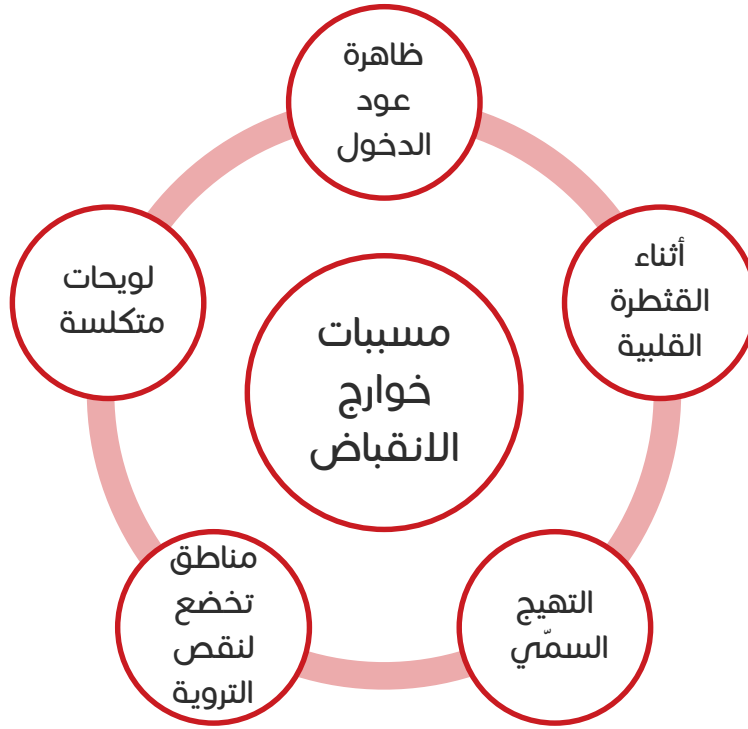 مسببات
خوارج
الانقباض
ظاهرة
عود
الدخول
أثناء
القثطرة
القلبية
التهيج
السمّي
مناطق
تخضع
لنقص
التروية
لويحات
متكلسة